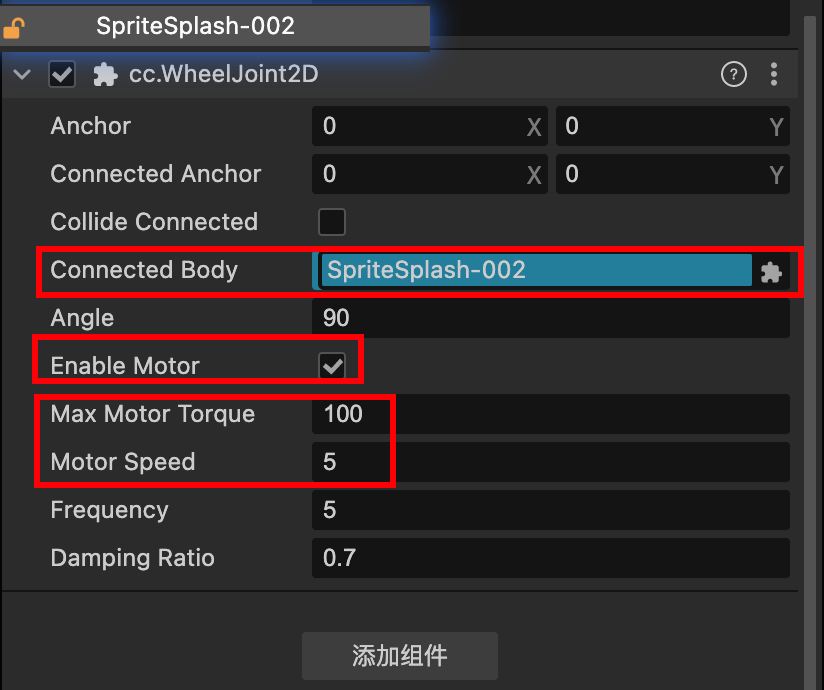 SpriteSplash-002
cc.WheelJoint2D ?
Anchor 0 X 0 Y
Connected Anchor 0 X 0 Y
Collide Connected
Connected Body SpriteSplash-002
Angle 90
Enable Motor
Max Motor Torque 100
Motor Speed 5
Frequency 5
Damping Ratio 0.7
添加组件